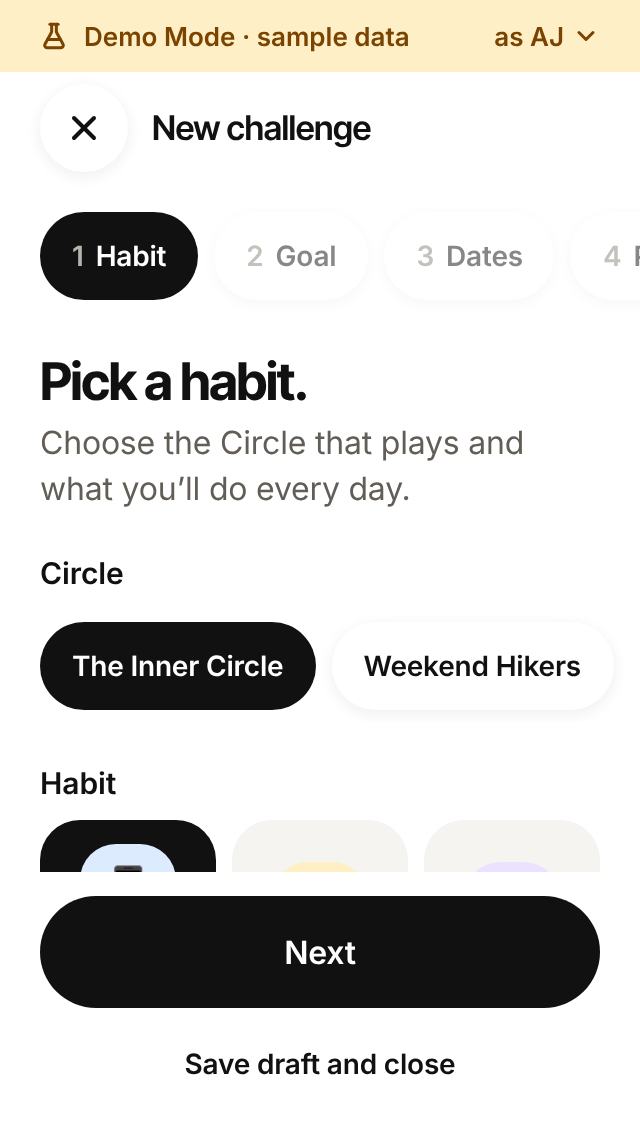 Demo Mode · sample data
as AJ
New challenge
1 Habit
2 Goal
3 Dates
4
Pick a habit.
Choose the Circle that plays and
what you’ll do every day.
Circle
The Inner Circle
Weekend Hikers
Habit
Next
Save draft and close